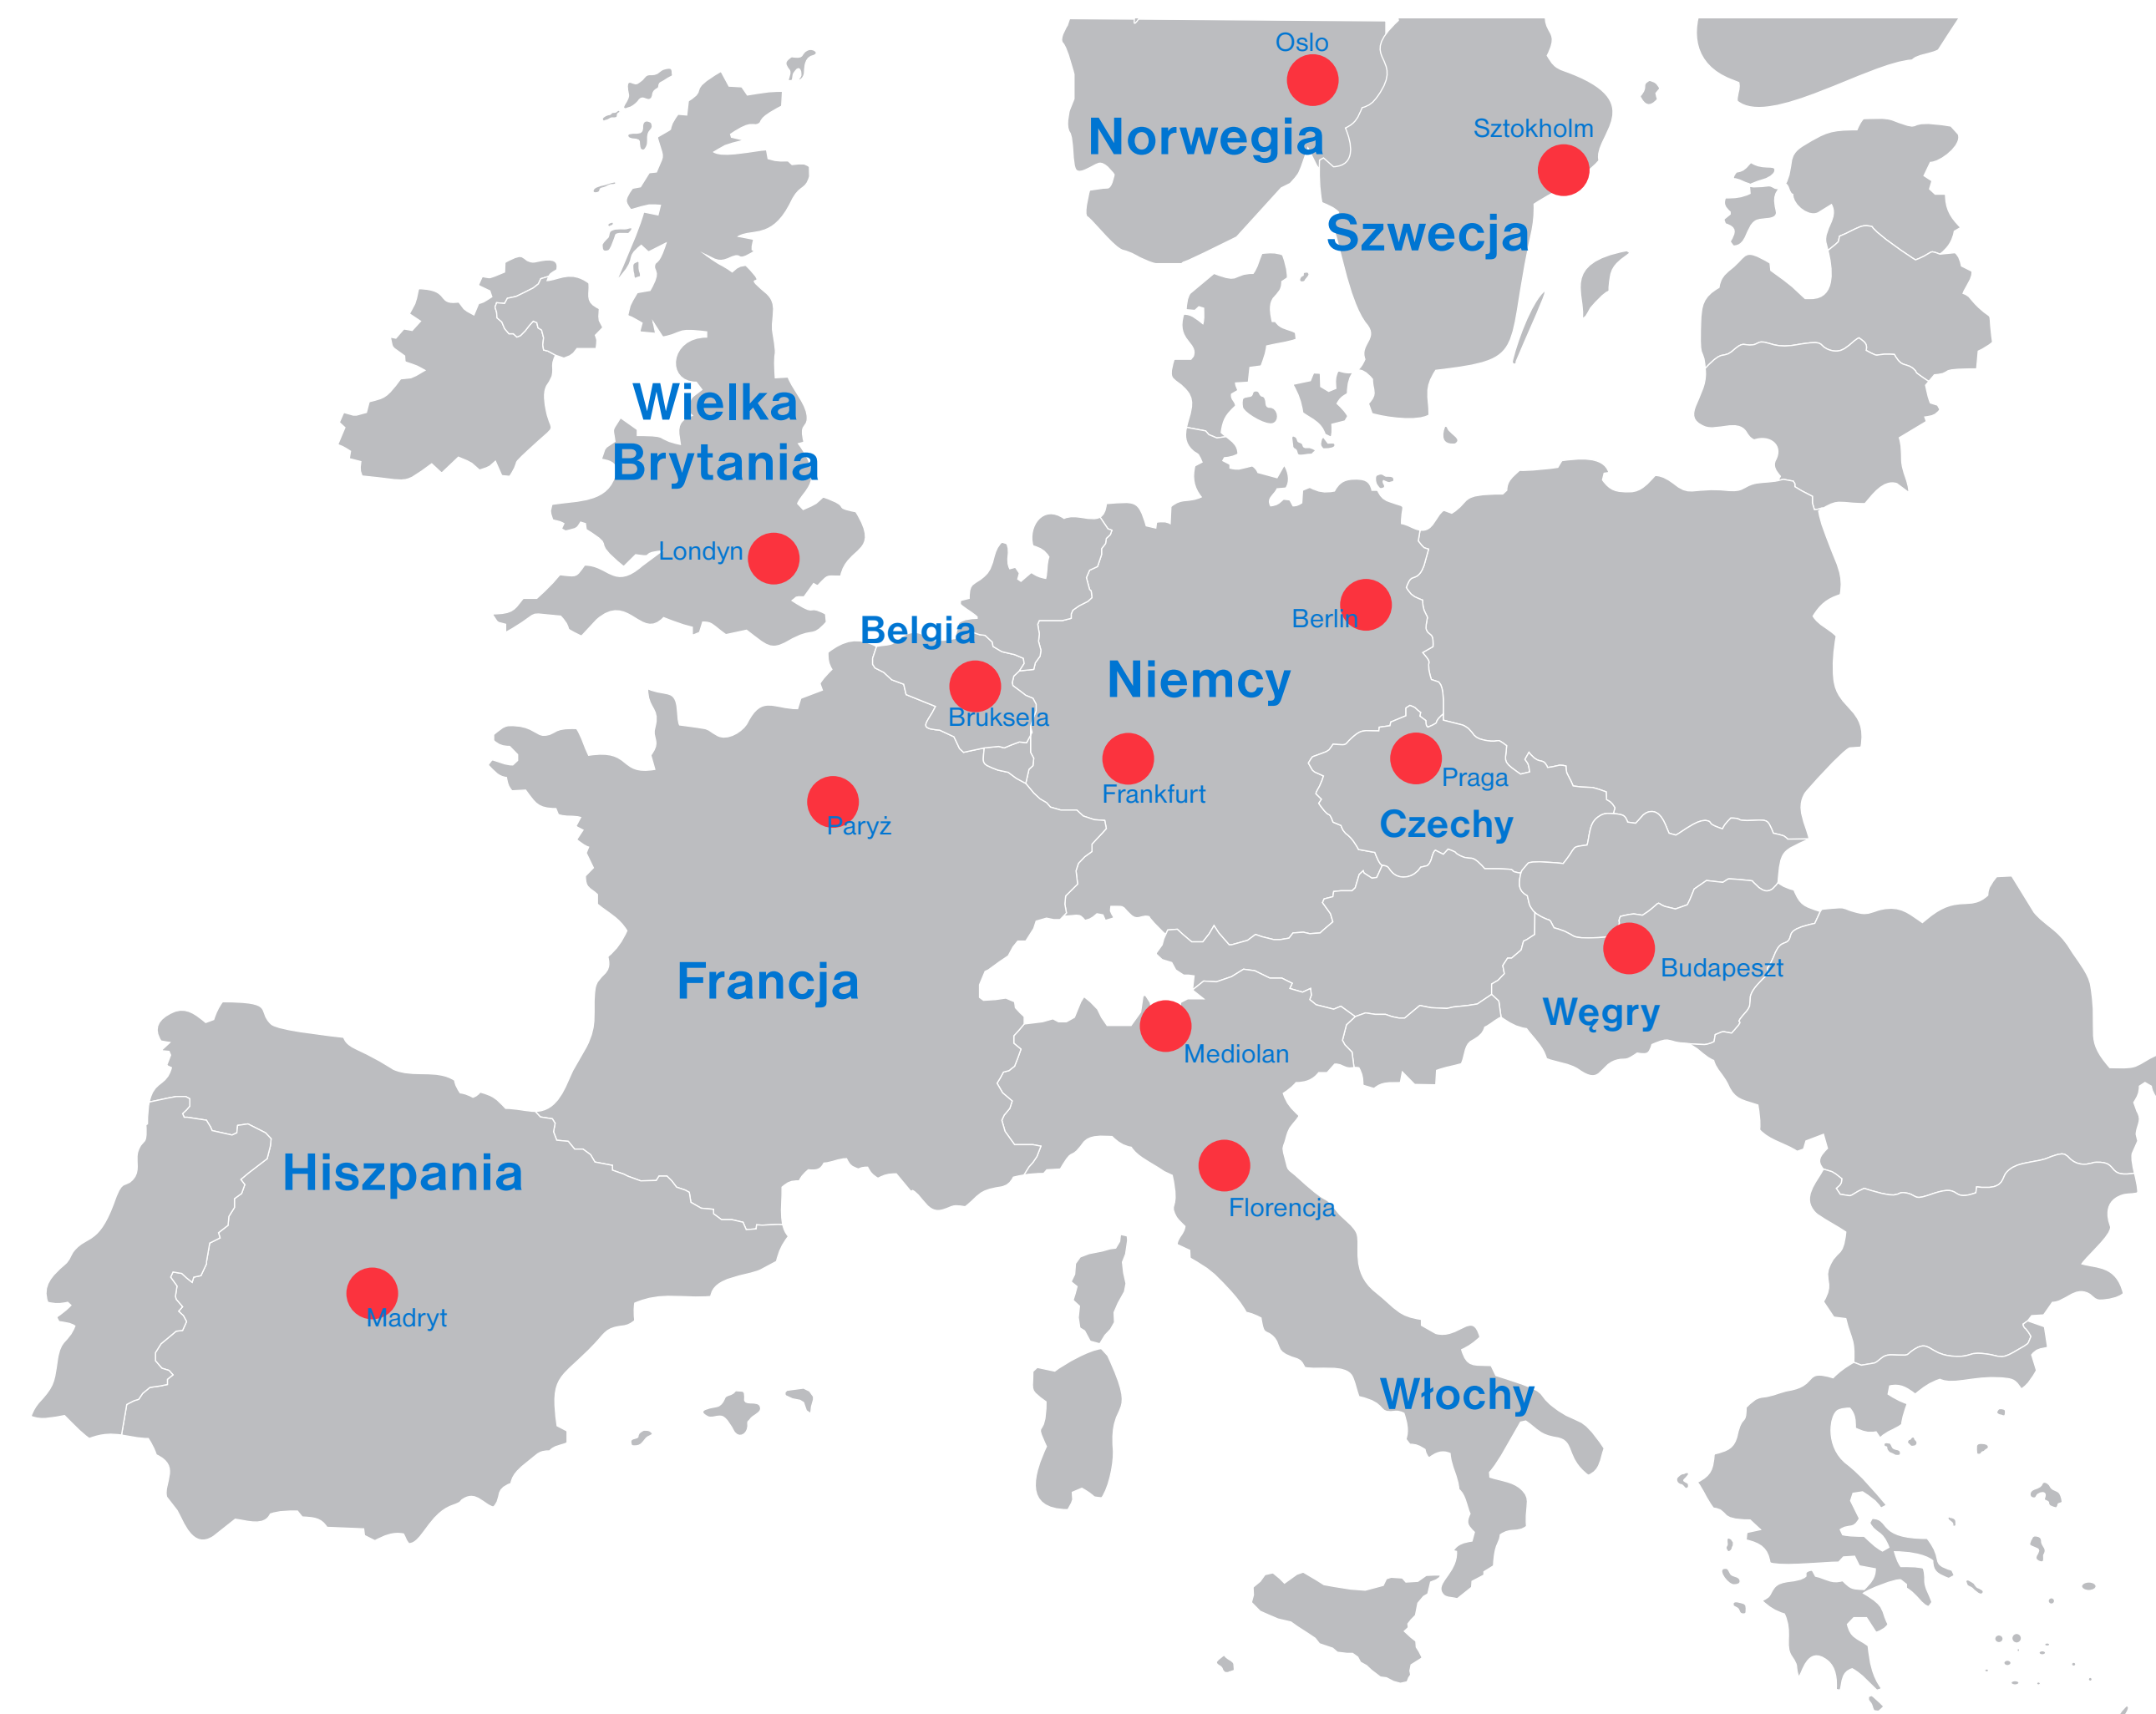 Oslo
Norwegia
Sztokholm
Szwecja
Wielka
Brytania
Londyn
Belgia
Bruksela
Berlin
Niemcy
Frankfurt
Praga
Czechy
Paryż
Francja
Budapeszt
Węgry
Mediolan
Florencja
Hiszpania
Madryt
Włochy